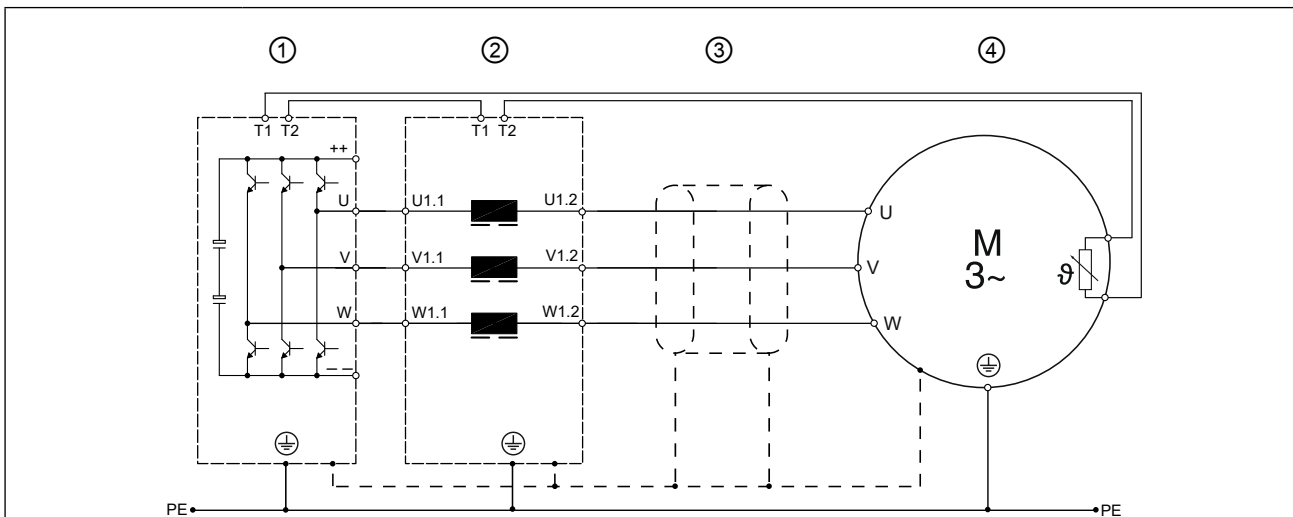 ① ② ③ ④
T1 T2 T1 T2
++
U U1.1 U1.2 U
V V1.1 V1.2 V
W W1.1 W1.2 W
M
3~
ϑ
--
PE PE